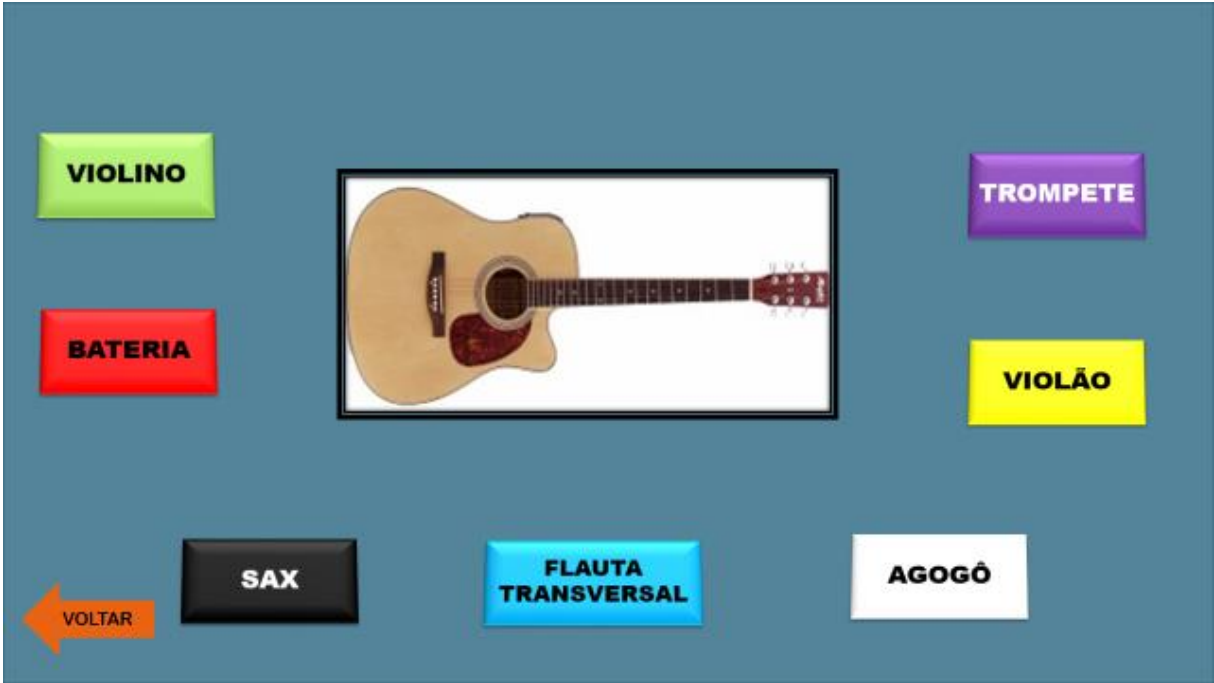 VIOLINO
TROMPETE
BATERIA
VIOLÃO
SAX
FLAUTA
TRANSVERSAL
AGOGÔ
VOLTAR